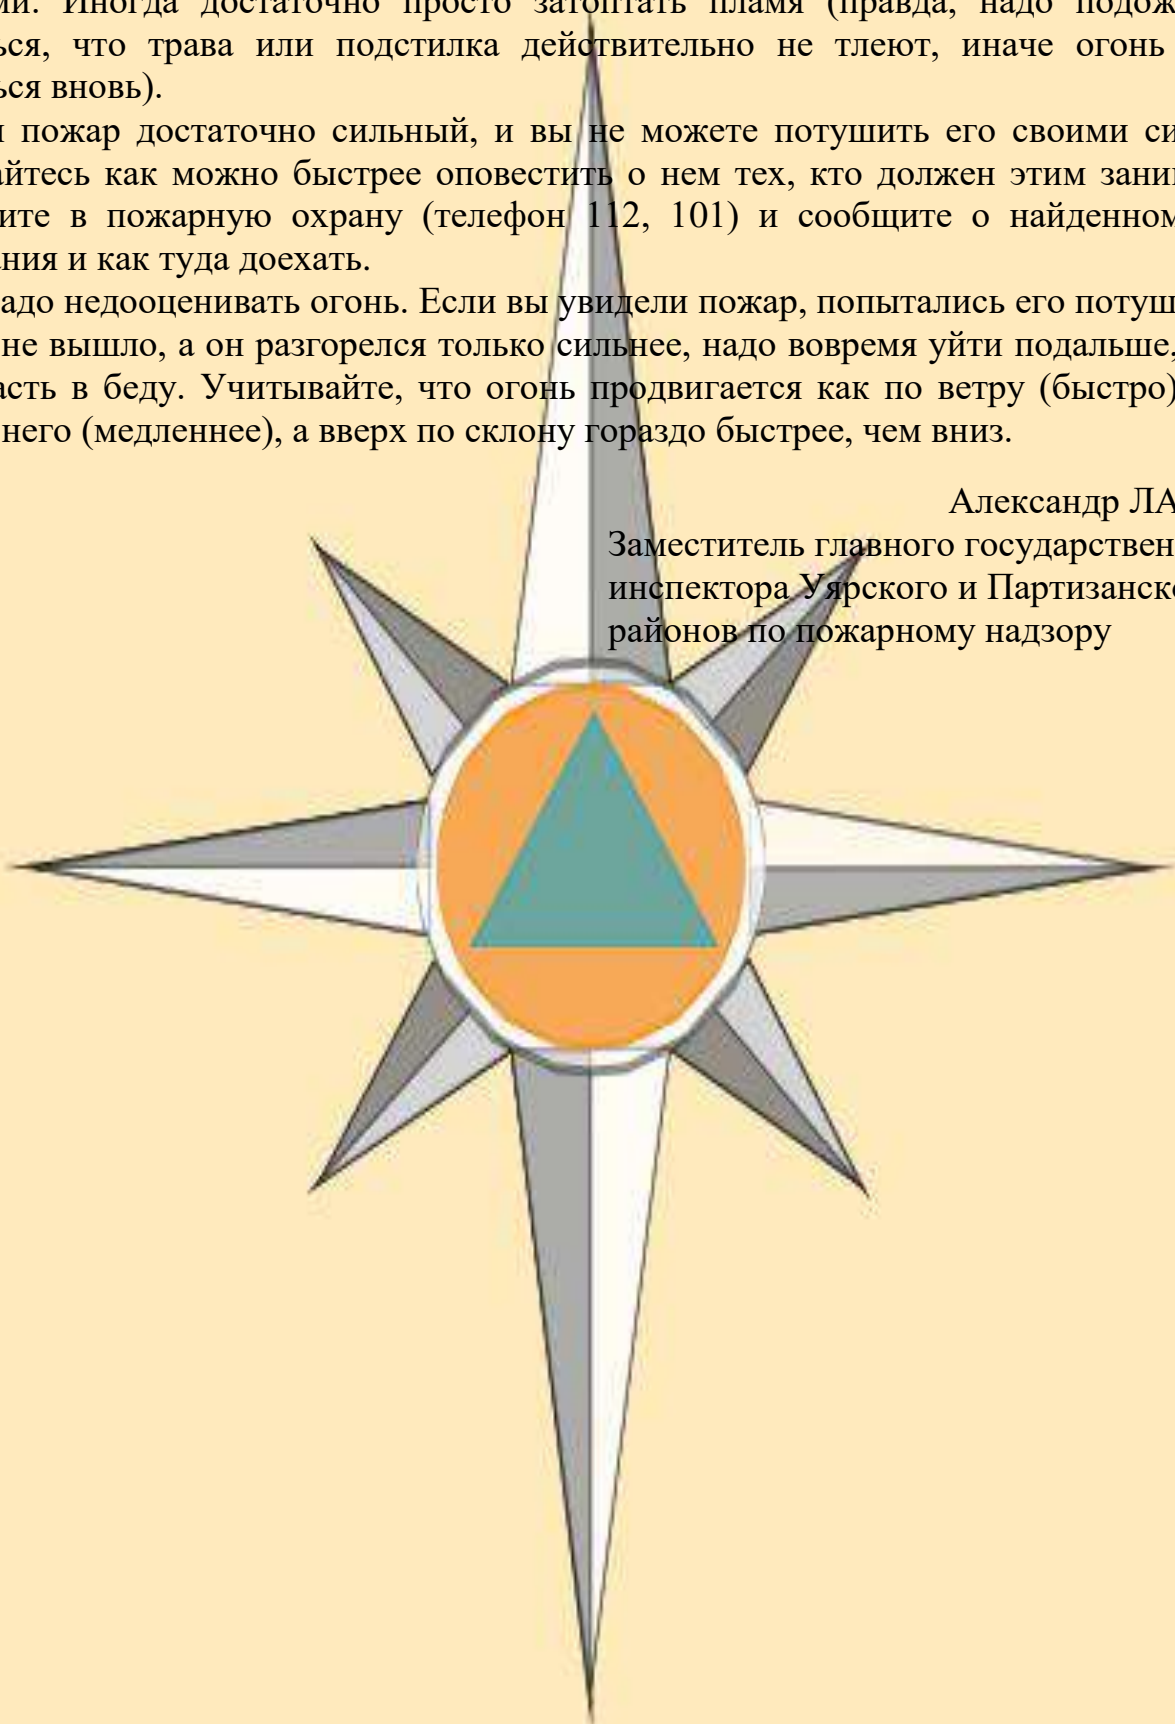 ми. Иногда достаточно просто затоптать пламя (правда, надо подож
ься, что трава или подстилка действительно не тлеют, иначе огонь
ься вновь).
и пожар достаточно сильный, и вы не можете потушить его своими си
айтесь как можно быстрее оповестить о нем тех, кто должен этим зани
ите в пожарную охрану (телефон 112, 101) и сообщите о найденном
ания и как туда доехать.
адо недооценивать огонь. Если вы увидели пожар, попытались его потуш
не вышло, а он разгорелся только сильнее, надо вовремя уйти подальше,
асть в беду. Учитывайте, что огонь продвигается как по ветру (быстро)
него (медленнее), а вверх по склону гораздо быстрее, чем вниз.
Александр ЛА
Заместитель главного государствен
инспектора Уярского и Партизанск
районов по пожарному надзору